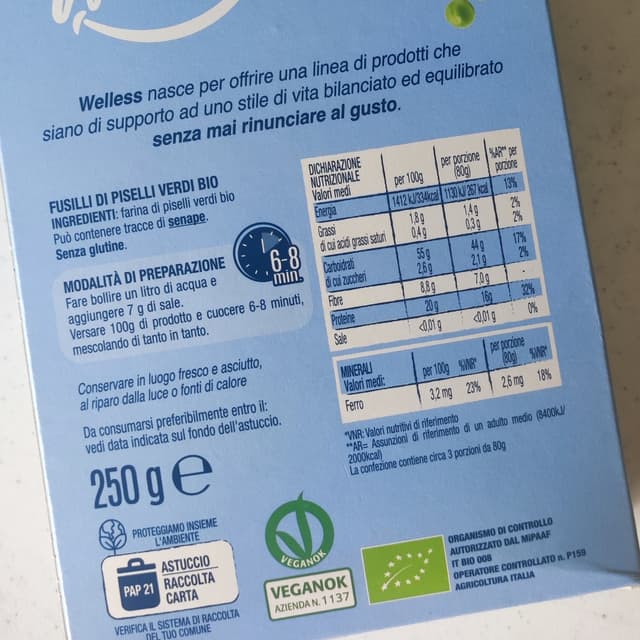 Welless nasce per offrire una linea di prodotti che
siano di supporto ad uno stile di vita bilanciato ed equilibrato
senza mai rinunciare al gusto.
FUSILLI DI PISELLI VERDI BIO
INGREDIENTI: farina di piselli verdi bio
Può contenere tracce di senape.
Senza glutine.
MODALITÀ DI PREPARAZIONE
Fare bollire un litro di acqua e
aggiungere 7 g di sale.
Versare 100g di prodotto e cuocere 6-8 minuti,
mescolando di tanto in tanto.
6-8
min.
Conservare in luogo fresco e asciutto,
al riparo dalla luce o fonti di calore
Da consumarsi preferibilmente entro il:
vedi data indicata sul fondo dell'astuccio.
250 g e
PROTEGGIAMO INSIEME
L'AMBIENTE
PAP 21
ASTUCCIO
RACCOLTA
CARTA
VERIFICA IL SISTEMA DI RACCOLTA
DEL TUO COMUNE
DICHIARAZIONE
NUTRIZIONALE
Valori medi per 100g per porzione (80g) %AR** per porzione
Energia 1412 kJ/334kcal 1130 kJ/ 267 kcal 13%
Grassi 1,8 g 1,4 g 2%
di cui acidi grassi saturi 0,4 g 0,3 g 2%
Carboidrati 55 g 44 g 17%
di cui zuccheri 2,6 g 2,1 g 2%
Fibre 8,8 g 7,0 g -
Proteine 20 g 16g 32%
Sale <0,01 g <0,01 g 0%
MINERALI
Valori medi: per 100g %VNR* per porzione (80g) %VNR*
Ferro 3,2 mg 23% 2,6 mg 18%
*VNR: Valori nutritivi di riferimento
**AR= Assunzioni di riferimento di un adulto medio (8400kJ/
2000kcal)
La confezione contiene circa 3 porzioni da 80g
VEGANOK
VEGANOK
AZIENDA N. 1137
ORGANISMO DI CONTROLLO
AUTORIZZATO DAL MiPAAF
IT BIO 008
OPERATORE CONTROLLATO n. P159
AGRICOLTURA ITALIA